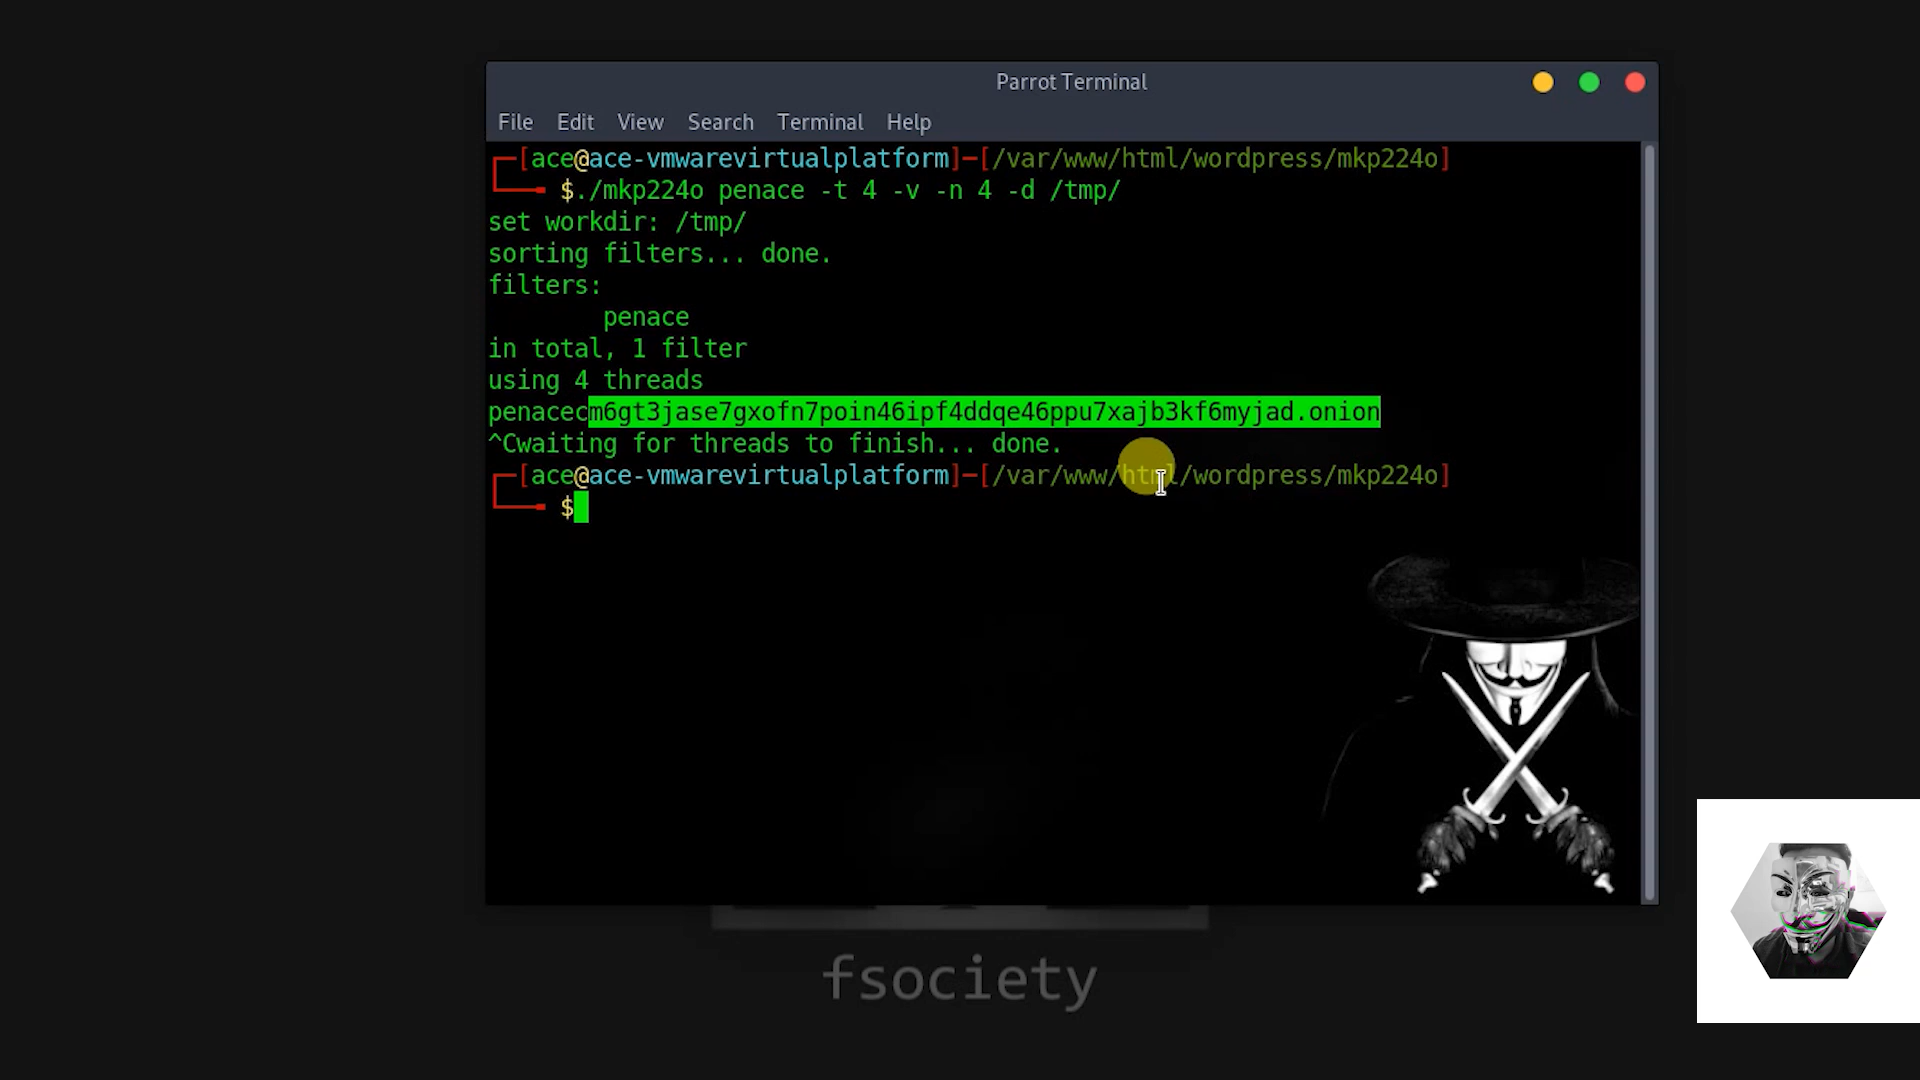 Parrot Terminal
File Edit View Search Terminal Help
┌─[ace@ace-vmwarevirtualplatform]─[/var/www/html/wordpress/mkp224o]
└──╼ $./mkp224o penace -t 4 -v -n 4 -d /tmp/
set workdir: /tmp/
sorting filters... done.
filters:
penace
in total, 1 filter
using 4 threads
penacecm6gt3jase7gxofn7poin46ipf4ddqe46ppu7xajb3kf6myjad.onion
^Cwaiting for threads to finish... done.
┌─[ace@ace-vmwarevirtualplatform]─[/var/www/html/wordpress/mkp224o]
└──╼ $
fsociety